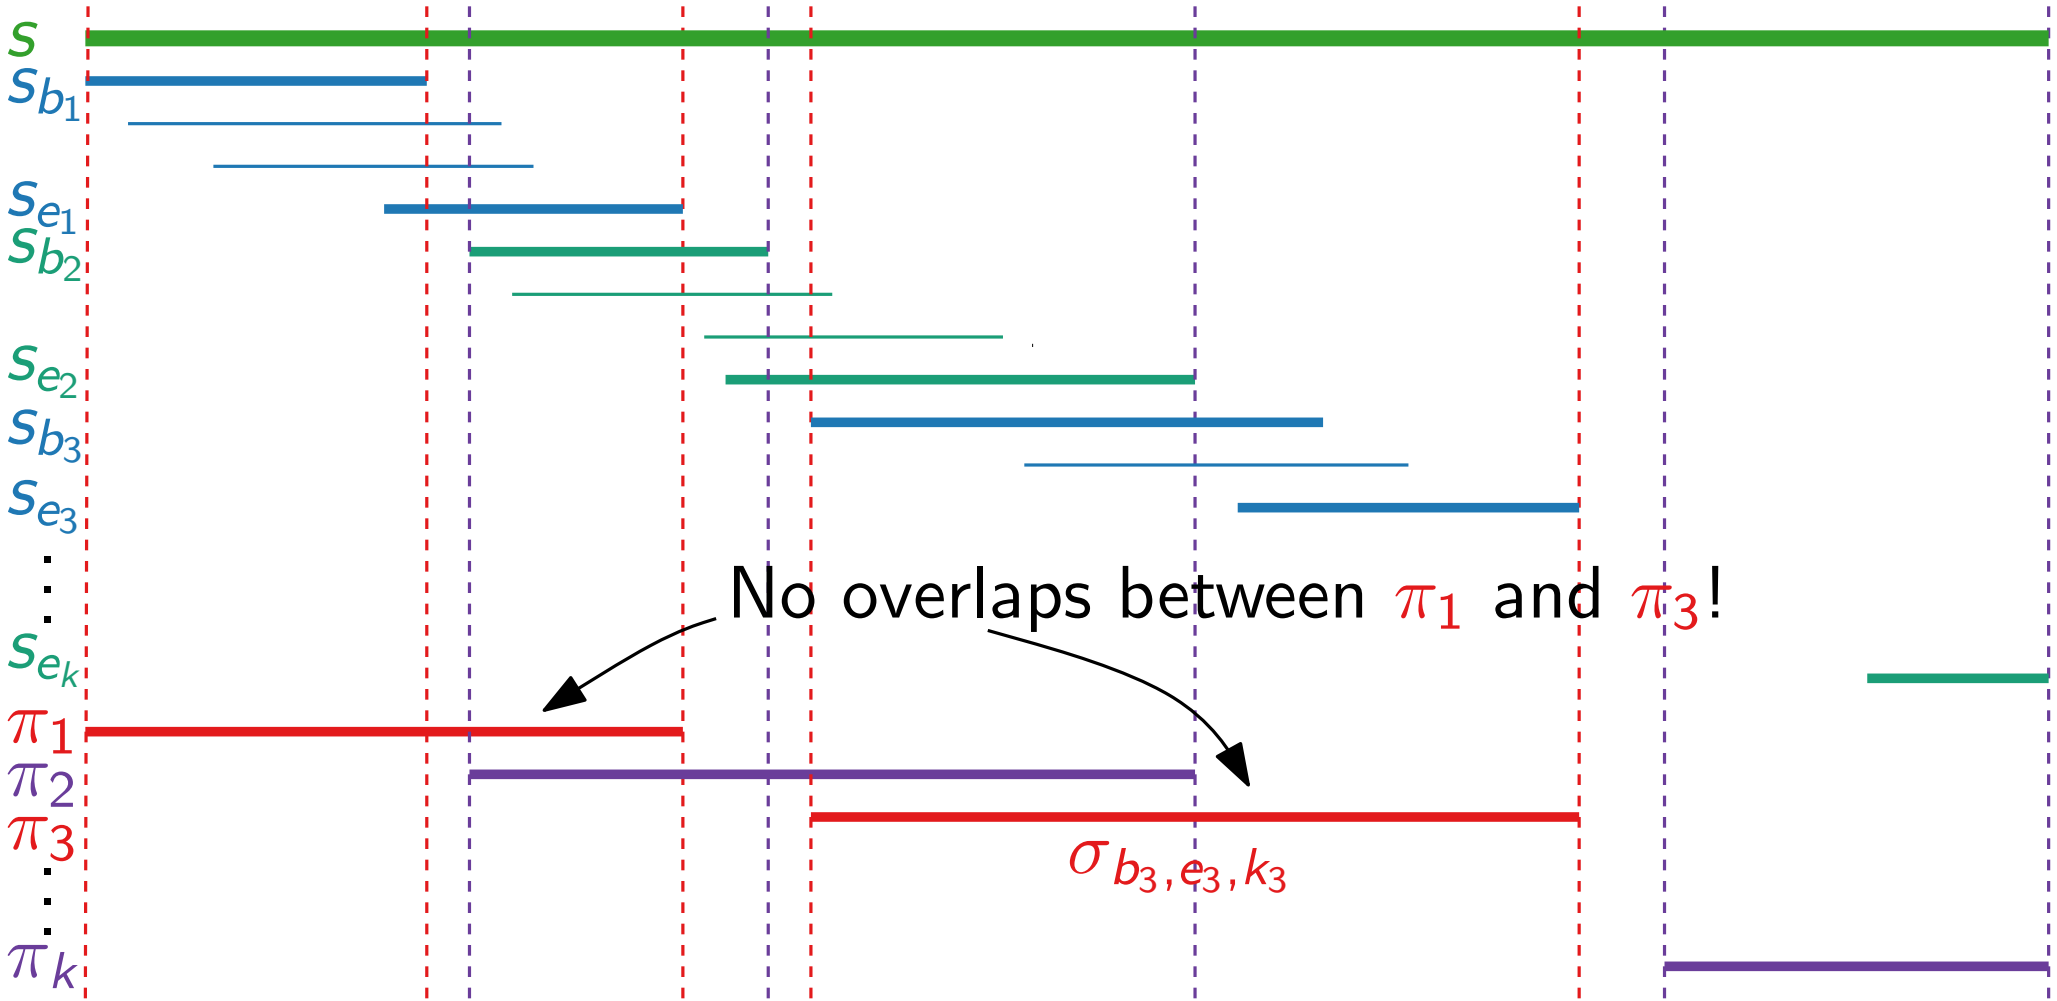 s
s_{b_1}
s_{e_1}
s_{b_2}
s_{e_2}
s_{b_3}
s_{e_3}
⋮
No overlaps between π_1 and π_3!
s_{e_k}
π_1
π_2
π_3
σ_{b_3,e_3,k_3}
⋮
π_k